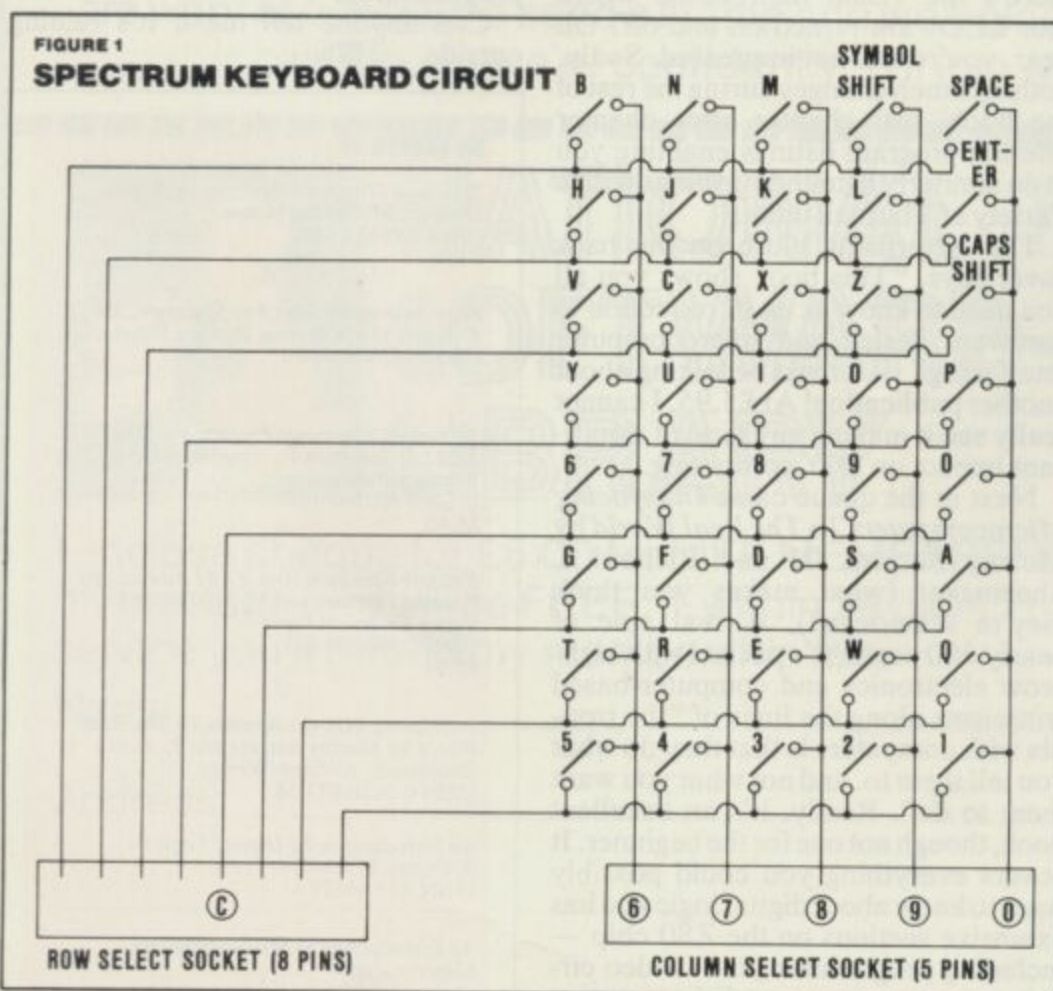 FIGURE 1
SPECTRUM KEYBOARD CIRCUIT
B N M SYMBOL SHIFT SPACE
H K L ENT-
ER
V C X Z CAPS
SHIFT
Y U I O P
6 7 8 9 0
G F D S A
T R E W Q
5 4 3 2 1
C
ROW SELECT SOCKET (8 PINS)
6 7 8 9 0
COLUMN SELECT SOCKET (5 PINS)